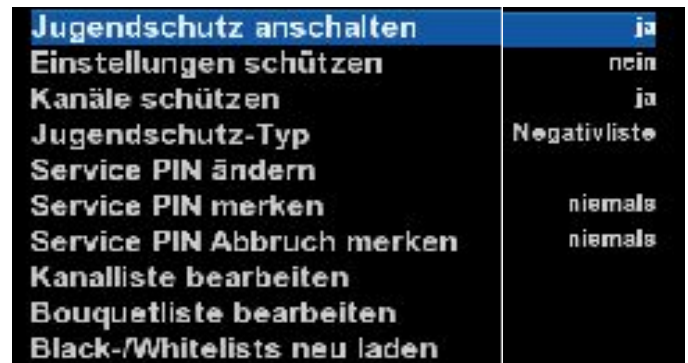 Jugendschutz anschalten ja
Einstellungen schützen nein
Kanäle schützen ja
Jugendschutz-Typ Negativliste
Service PIN ändern
Service PIN merken niemals
Service PIN Abbruch merken niemals
Kanalliste bearbeiten
Bouquetliste bearbeiten
Black-/Whitelists neu laden